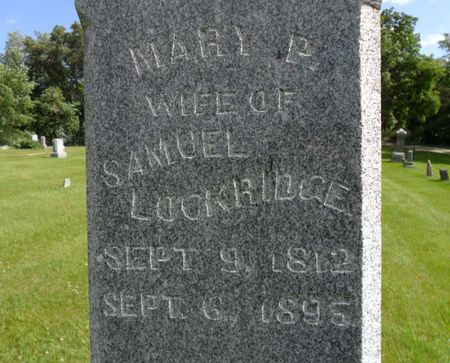 MARY P.
WIFE OF
SAMUEL
LOCKRIDGE.
SEPT. 9, 1812
SEPT. 6, 1895.